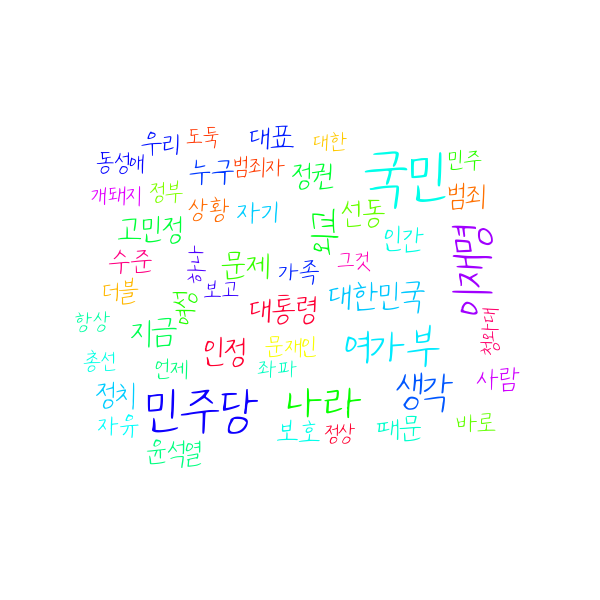 우리
도둑
대표
대한
동성애
누구
범죄자
정권
국민
민주
개돼지
정부
상황
자기
선동
범죄
고민정
외교
인간
이재명
수준
문제
가족
그것
더블
여성
보고
대통령
대한민국
청와대
항상
지금
인정
문재인
여가부
총선
언제
좌파
생각
사람
정치
민주당
나라
자유
보호
정상
때문
바로
윤석열